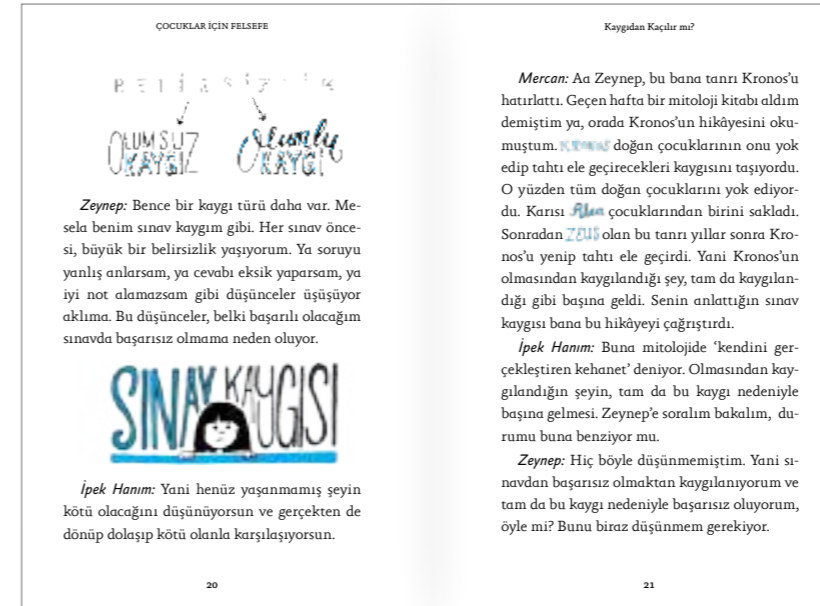 ÇOCUKLAR İÇİN FELSEFE
Belirsizlik
OLUMSUZ Olumlu
KAYGI KAYGI
Zeynep: Bence bir kaygı türü daha var. Me-
sela benim sınav kaygım gibi. Her sınav önce-
si, büyük bir belirsizlik yaşıyorum. Ya soruyu
yanlış anlarsam, ya cevabı eksik yaparsam, ya
iyi not alamazsam gibi düşünceler üşüşüyor
aklıma. Bu düşünceler, belki başarılı olacağım
sınavda başarısız olmama neden oluyor.
SINAV KAYGISI
İpek Hanım: Yani henüz yaşanmamış şeyin
kötü olacağını düşünüyorsun ve gerçekten de
dönüp dolaşıp kötü olanla karşılaşıyorsun.
20
Kaygıdan Kaçılır mı?
Mercan: Aa Zeynep, bu bana tanrı Kronos'u
hatırlattı. Geçen hafta bir mitoloji kitabı aldım
demiştim ya, orada Kronos'un hikâyesini oku-
muştum. KRONOS doğan çocuklarının onu yok
edip tahtı ele geçirecekleri kaygısını taşıyordu.
O yüzden tüm doğan çocuklarını yok ediyor-
du. Karısı çocuklarından birini sakladı.
Sonradan ZEUS olan bu tanrı yıllar sonra Kro-
nos'u yenip tahtı ele geçirdi. Yani Kronos'un
olmasından kaygılandığı şey, tam da kaygılan-
dığı gibi başına geldi. Senin anlattığın sınav
kaygısı bana bu hikâyeyi çağrıştırdı.
İpek Hanım: Buna mitolojide 'kendini ger-
çekleştiren kehanet' deniyor. Olmasından kay-
gılandığın şeyin, tam da bu kaygı nedeniyle
başına gelmesi. Zeynep'e soralım bakalım, du-
rumu buna benziyor mu.
Zeynep: Hiç böyle düşünmemiştim. Yani sı-
navdan başarısız olmaktan kaygılanıyorum ve
tam da bu kaygı nedeniyle başarısız oluyorum,
öyle mi? Bunu biraz düşünmem gerekiyor.
21